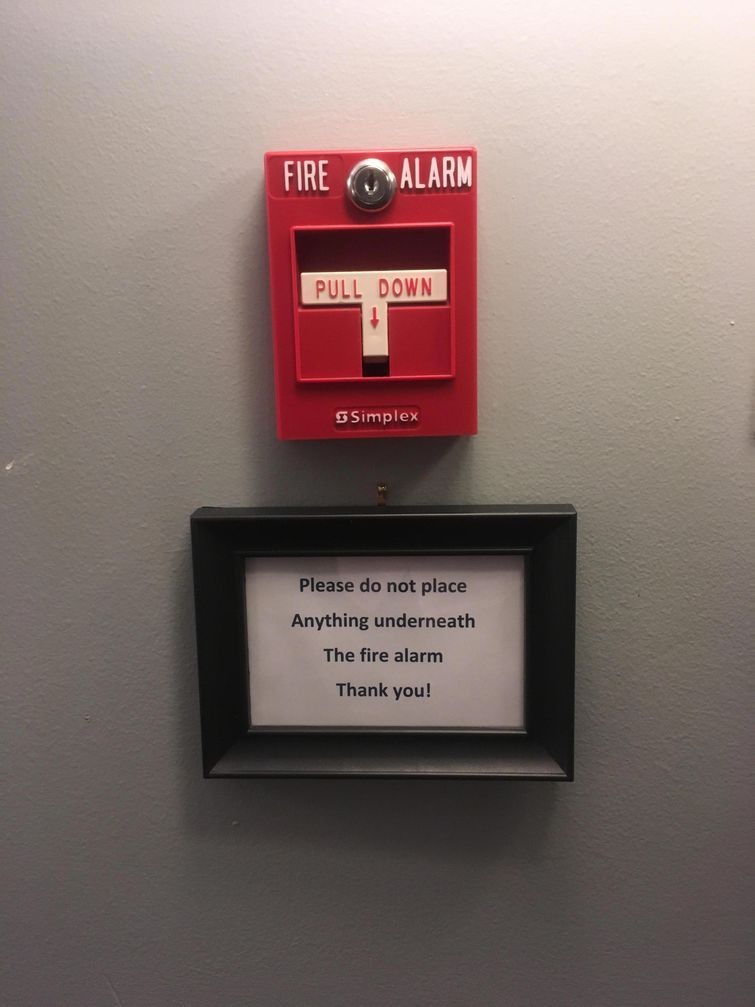 FIRE ALARM
PULL DOWN
Simplex
Please do not place
Anything underneath
The fire alarm
Thank you!